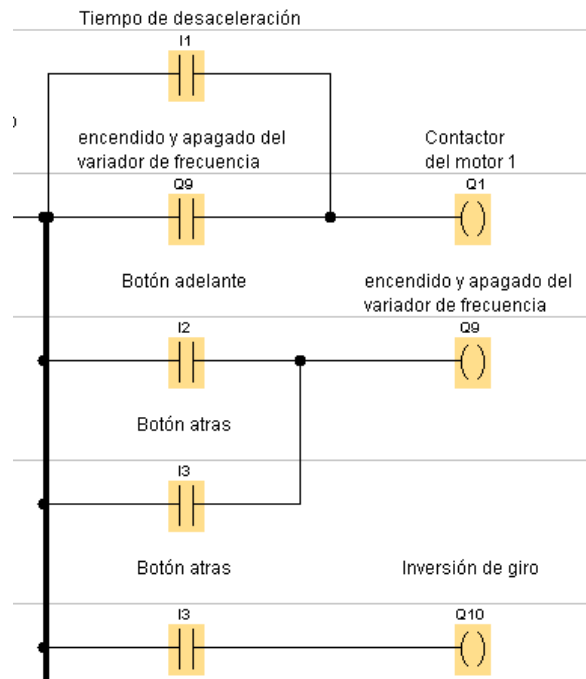 Tiempo de desaceleración
I1
encendido y apagado del
variador de frecuencia
Contactor
del motor 1
Q9
Q1
Botón adelante
encendido y apagado del
variador de frecuencia
I2
Q9
Botón atras
I3
Botón atras
Inversión de giro
I3
Q10